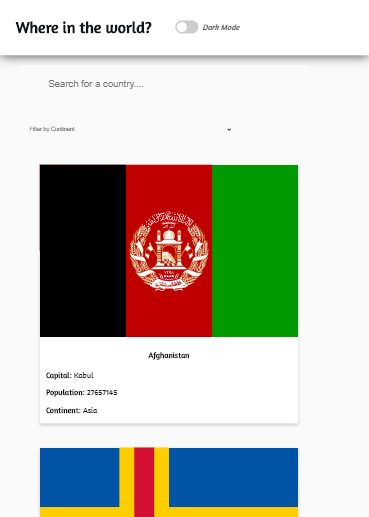 Where in the world?
Dark Mode
Search for a country....
Filter by Continent
Afghanistan
Capital: Kabul
Population: 27657145
Continent: Asia